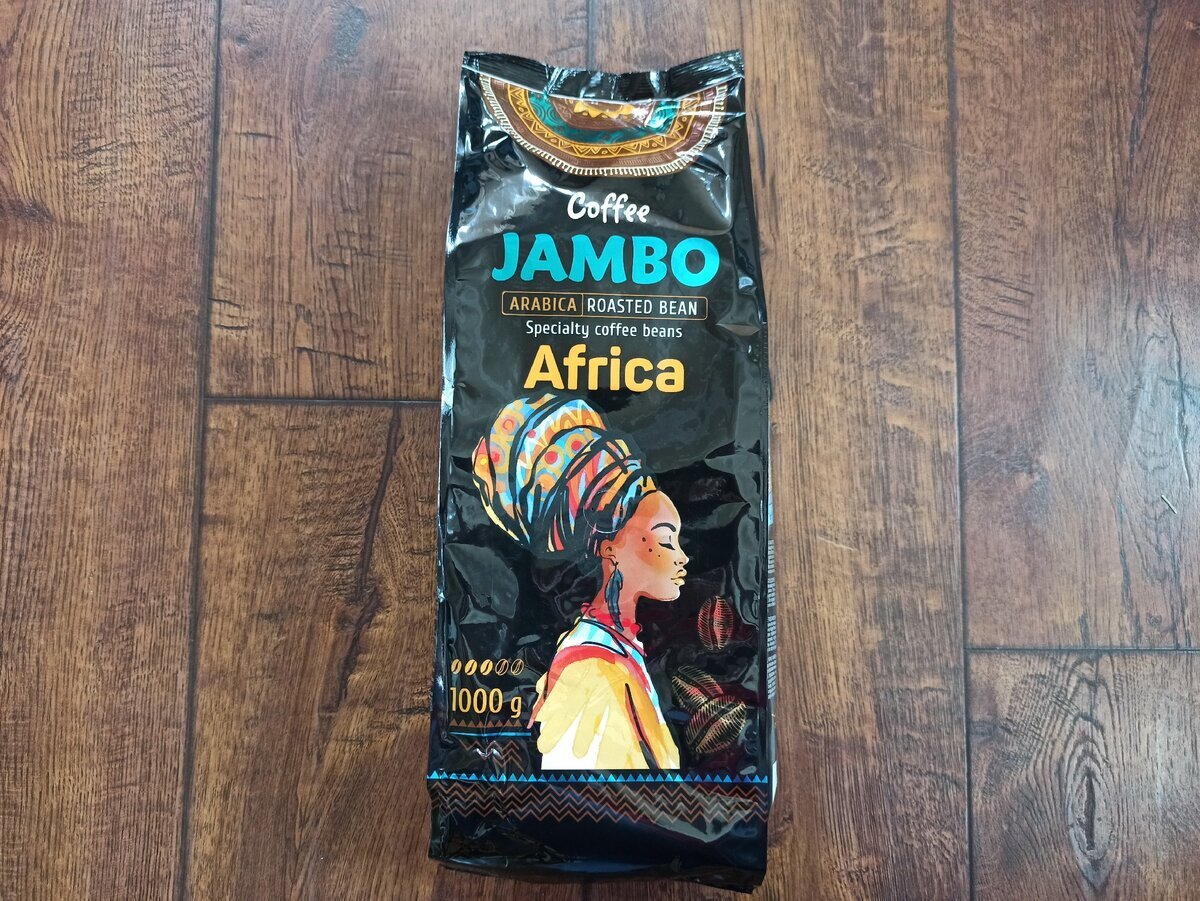 Coffee
JAMBO
ARABICA ROASTED BEAN
Specialty coffee beans
Africa
1000 g